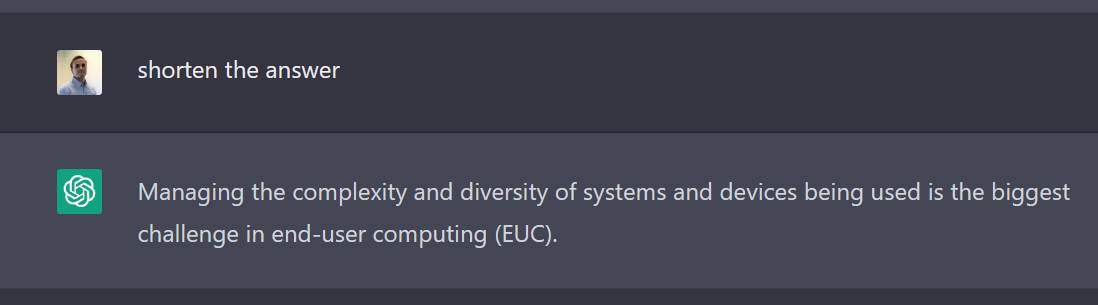 shorten the answer
Managing the complexity and diversity of systems and devices being used is the biggest
challenge in end-user computing (EUC).